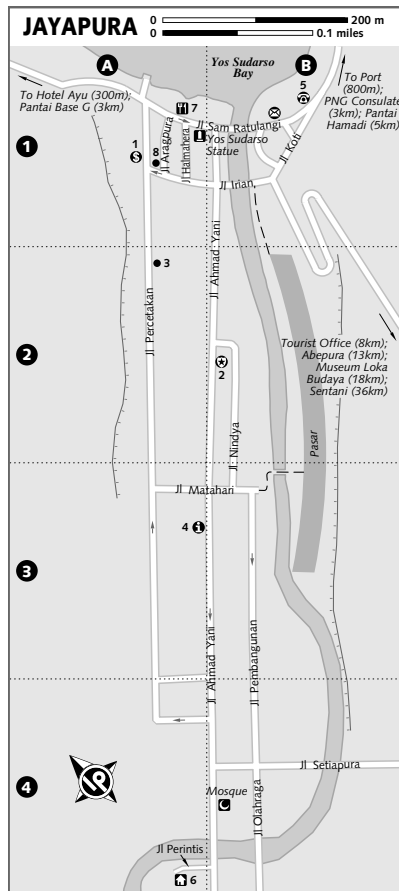 JAYAPURA
0 200 m
0 0.1 miles
A
Yos Sudarso
Bay
B
To Hotel Ayu (300m);
Pantai Base G (3km)
7
5
To Port
(800m);
PNG Consulate
(3km); Pantai
Hamadi (5km)
1
Jl Sam Ratulangi
Yos Sudarso
Statue
Jl Aragpura
Jl Halmahera
Jl Koti
1
$
8
Jl Irian
3
Jl Ahmad Yani
Jl Percetakan
2
2
Jl Nindya
Tourist Office (8km);
Abepura (13km);
Museum Loka
Budaya (18km);
Sentani (36km)
Pasar
Jl Matahari
4
i
3
Jl Ahmad Yani
Jl Pembangunan
Jl Setiapura
4
Mosque
Jl Olahraga
Jl Perintis
6